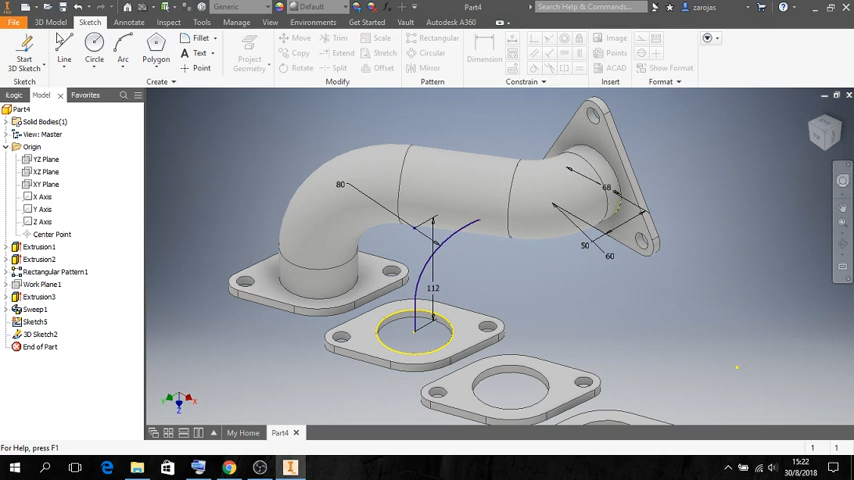 Generic
Default
Part4
Search Help & Commands...
zarojas
File
3D Model
Sketch
Annotate
Inspect
Tools
Manage
View
Environments
Get Started
Vault
Autodesk A360
Start
3D Sketch
Line
Circle
Arc
Polygon
Fillet
Text
Point
Project
Geometry
Move
Copy
Rotate
Trim
Extend
Split
Scale
Stretch
Offset
Rectangular
Circular
Mirror
Dimension
Image
Points
ACAD
Show Format
Sketch
Create
Modify
Pattern
Constrain
Insert
Format
iLogic
Model
Favorites
Part4
Solid Bodies(1)
View: Master
Origin
YZ Plane
XZ Plane
XY Plane
X Axis
Y Axis
Z Axis
Center Point
Extrusion1
Extrusion2
Rectangular Pattern1
Work Plane1
Extrusion3
Sweep1
Sketch5
3D Sketch2
End of Part
80
68
50
60
112
Y
X
Z
My Home
Part4
For Help, press F1
1
1
15:22
30/8/2018